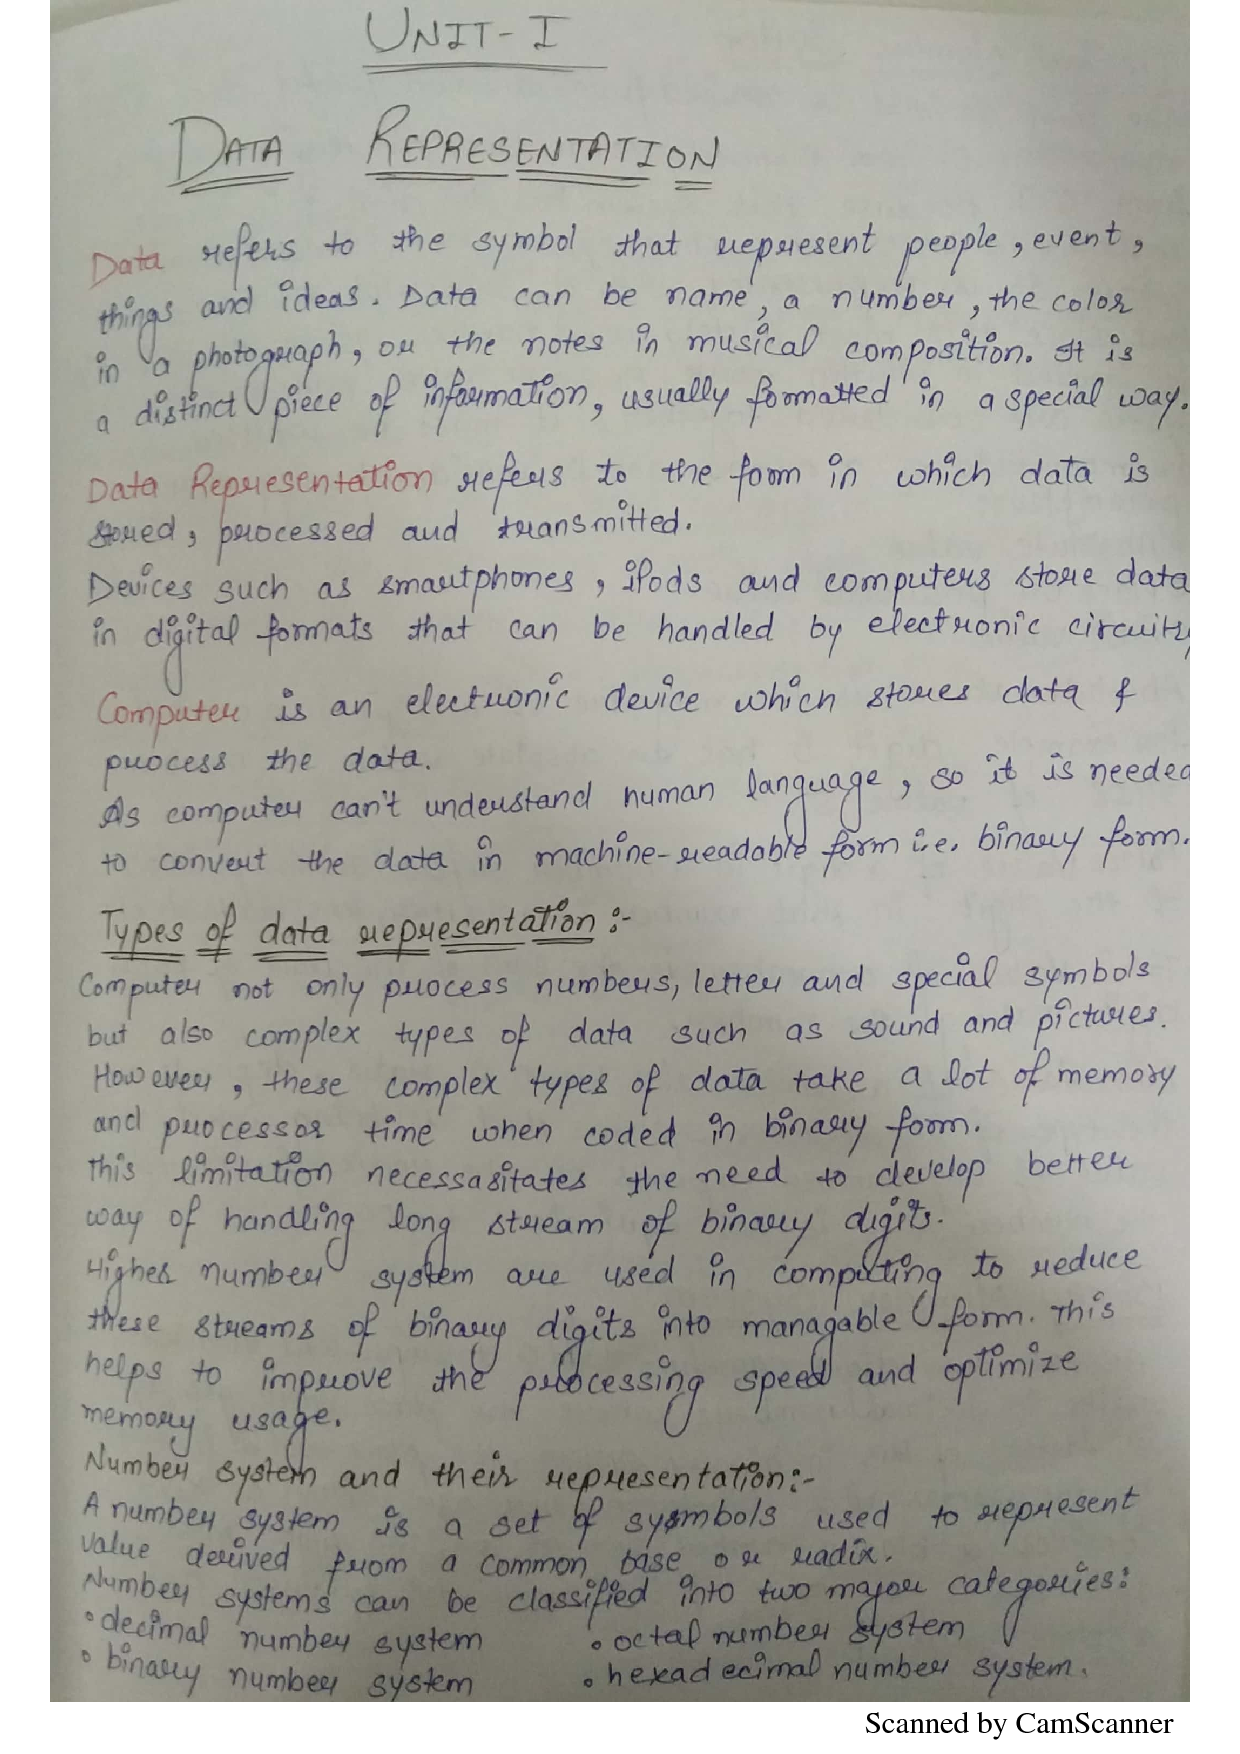 UNIT-I
DATA REPRESENTATION
Data refers to the symbol that represent people, event,
things and ideas. Data can be name, a number, the color
in a photograph, or the notes in musical composition. It is
a distinct piece of information, usually formatted in a special way.
Data Representation refers to the form in which data is
stored, processed and transmitted.
Devices such as smartphones, iPods and computers store data
in digital formats that can be handled by electronic circuitry
Computer is an electronic device which stores data &
process the data.
As computer can't understand human language, so it is needed
to convert the data in machine-readable form i.e. binary form.
Types of data representation :-
Computer not only process numbers, letter and special symbols
but also complex types of data such as sound and pictures.
However, these complex types of data take a lot of memory
and processor time when coded in binary form.
This limitation necessasitates the need to develop better
way of handling long stream of binary digits.
Higher number system are used in computing to reduce
these streams of binary digits into managable form. This
helps to improve the processing speed and optimize
memory usage.
Number system and their representation:-
A number system is a set of symbols used to represent
value derived from a common base or radix.
Number systems can be classified into two major categories:
• decimal number system • octal number system
• binary number system • hexadecimal number system.
Scanned by CamScanner